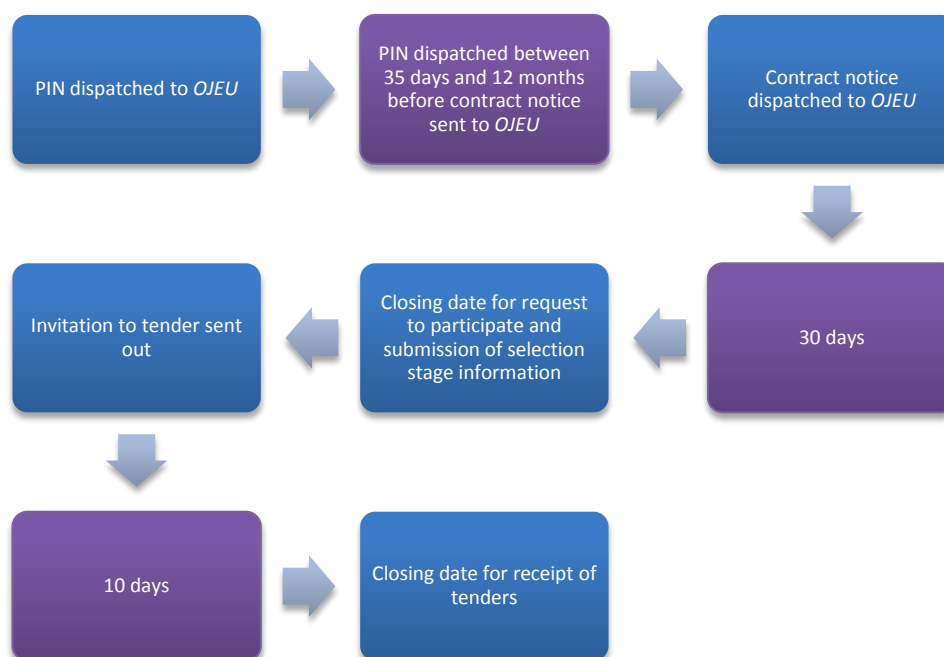 PIN dispatched to OJEU
PIN dispatched between
35 days and 12 months
before contract notice
sent to OJEU
Contract notice
dispatched to OJEU
30 days
Closing date for request
to participate and
submission of selection
stage information
Invitation to tender sent
out
10 days
Closing date for receipt of
tenders